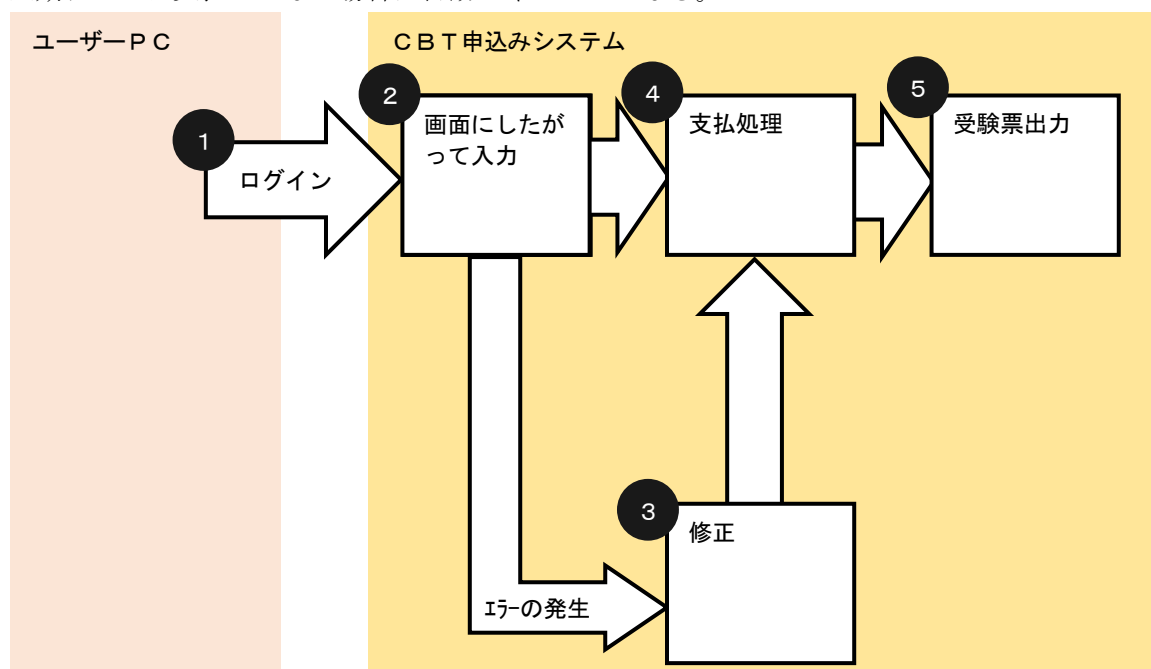 ユーザーＰＣ
ＣＢＴ申込みシステム
1
ログイン
2
画面にしたが
って入力
4
支払処理
5
受験票出力
3
修正
ｴﾗｰの発生